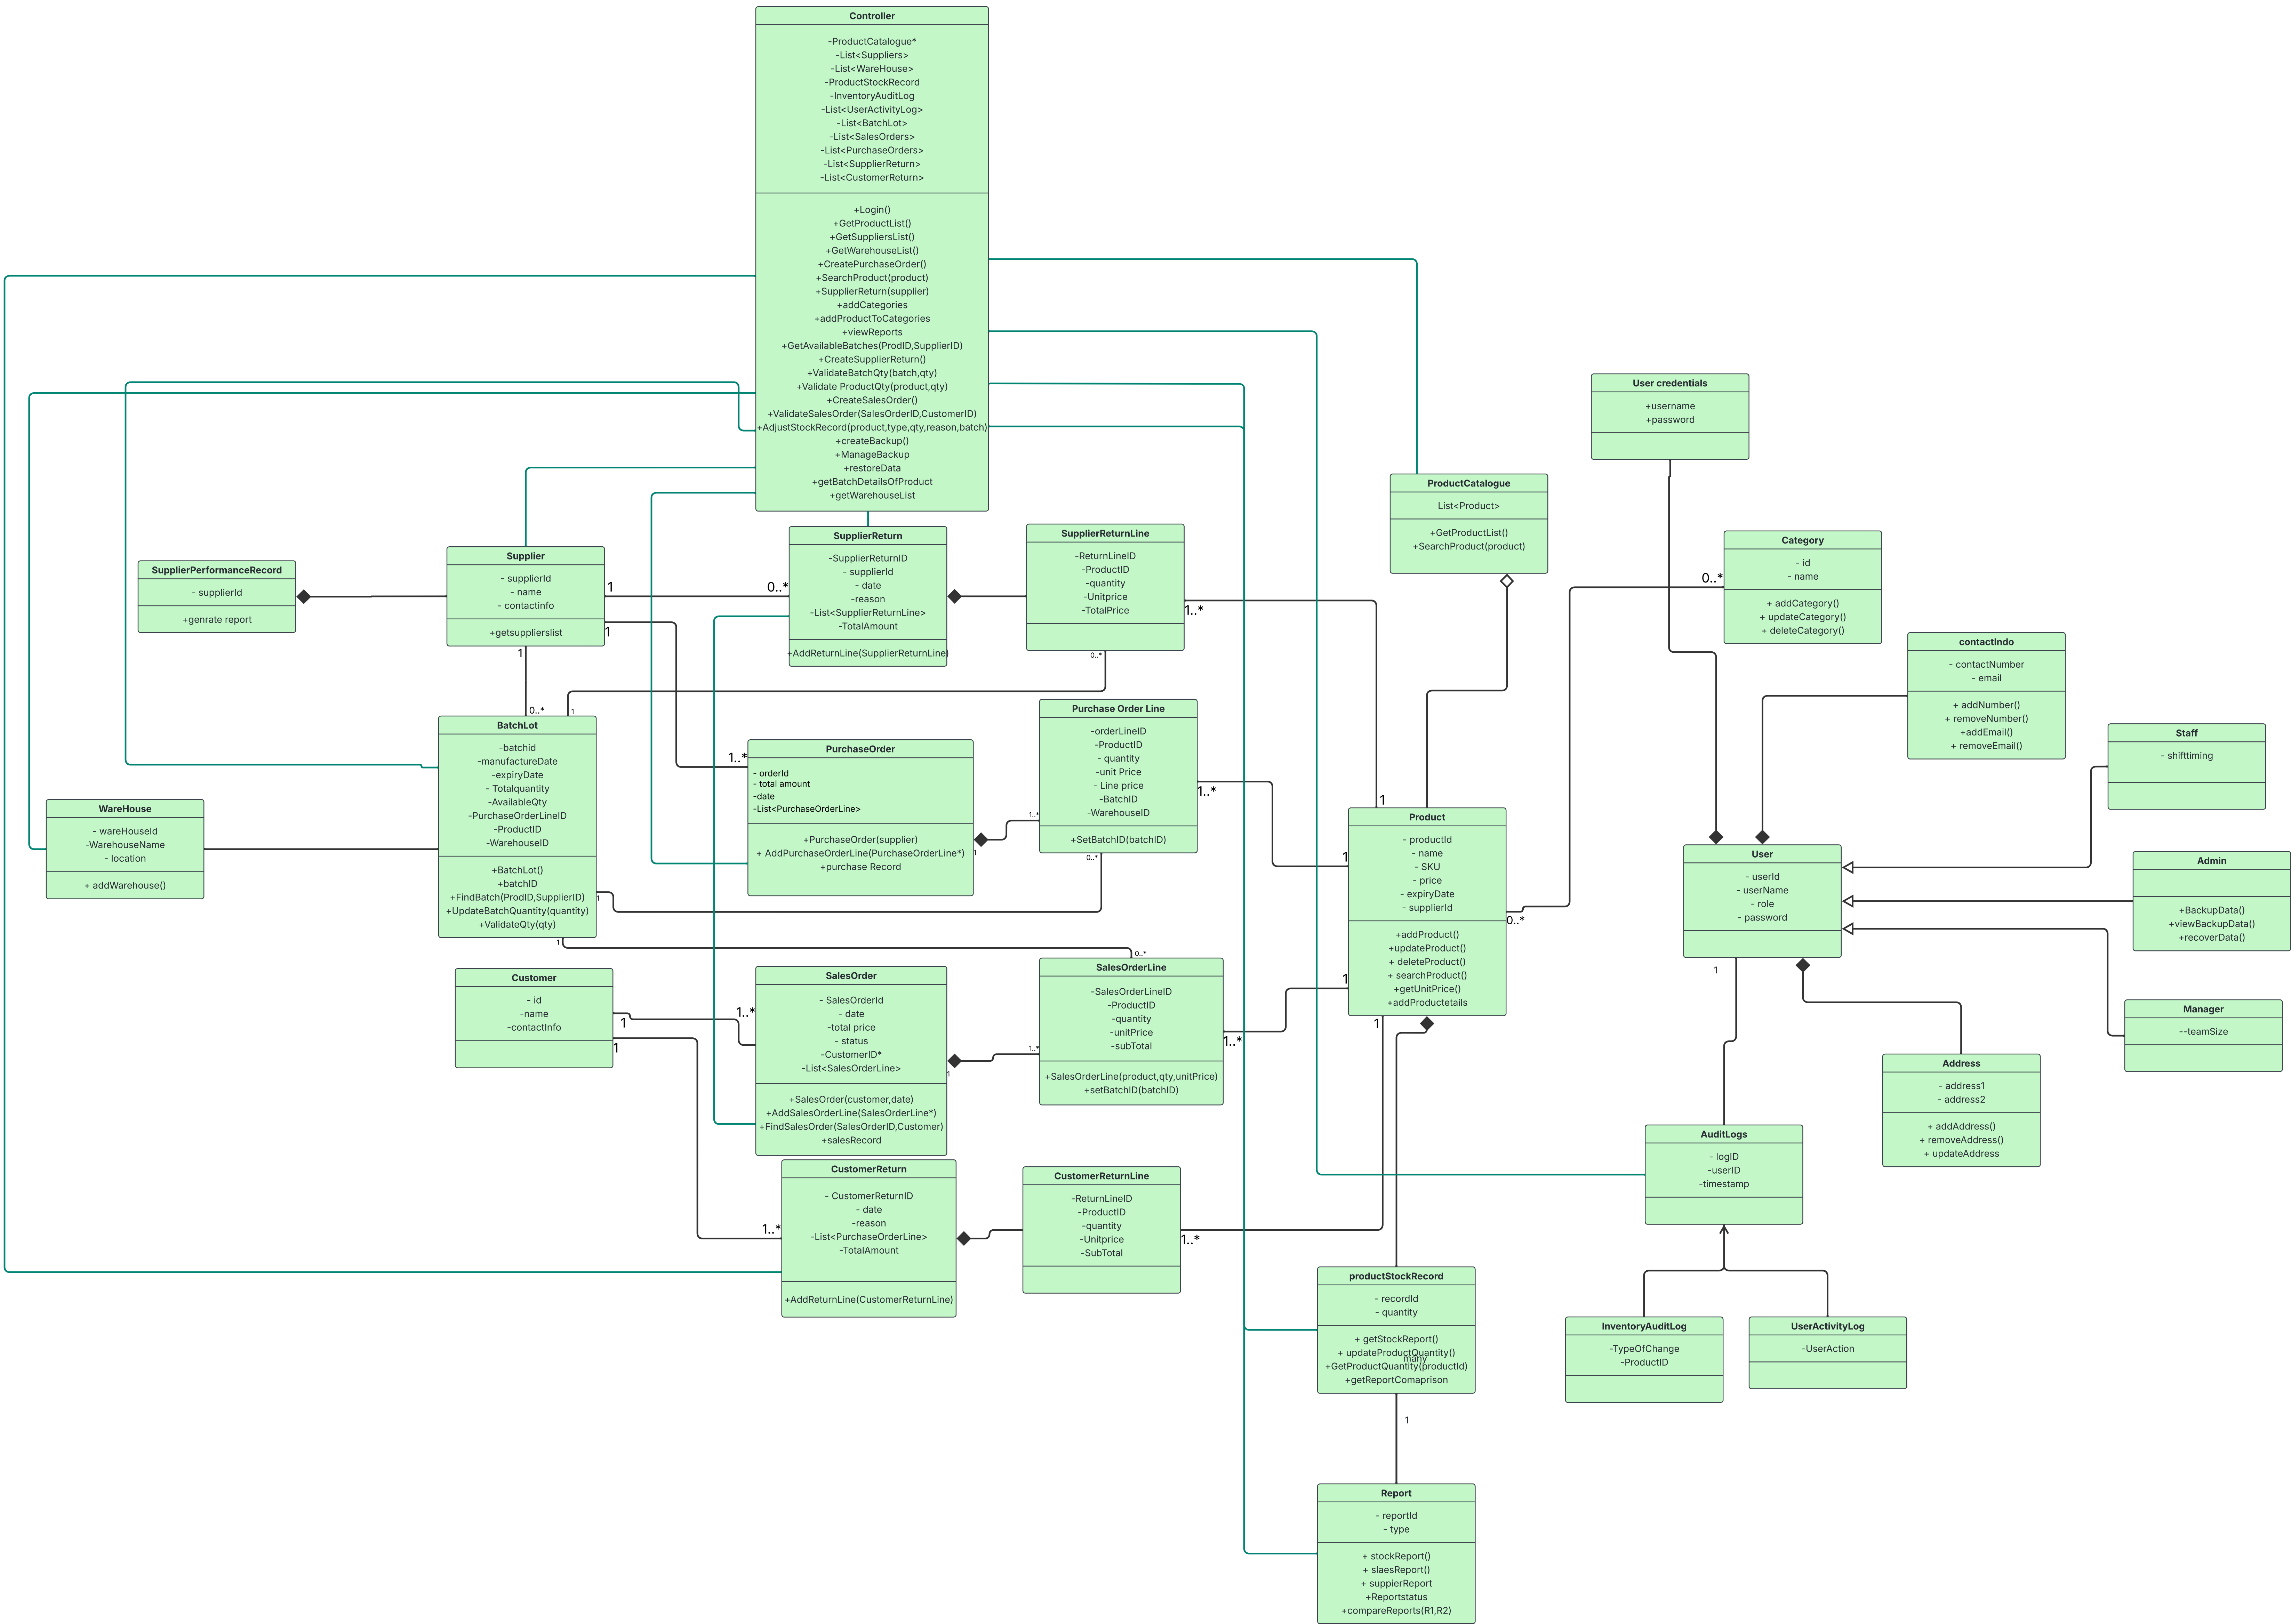 Controller
-ProductCatalogue*
-List<Suppliers>
-List<WareHouse>
-ProductStockRecord
-InventoryAuditLog
-List<UserActivityLog>
-List<BatchLot>
-List<SalesOrders>
-List<PurchaseOrders>
-List<SupplierReturn>
-List<CustomerReturn>
+Login()
+GetProductList()
+GetSuppliersList()
+GetWarehouseList()
+CreatePurchaseOrder()
+SearchProduct(product)
+SupplierReturn(supplier)
+addCategories
+addProductToCategories
+viewReports
+GetAvailableBatches(ProdID,SupplierID)
+CreateSupplierReturn()
+ValidateBatchQty(batch,qty)
+Validate ProductQty(product,qty)
+CreateSalesOrder()
+ValidateSalesOrder(SalesOrderID,CustomerID)
+AdjustStockRecord(product,type,qty,reason,batch)
+createBackup()
+ManageBackup
+restoreData
+getBatchDetailsOfProduct
+getWarehouseList
User credentials
+username
+password
ProductCatalogue
List<Product>
+GetProductList()
+SearchProduct(product)
Category
- id
- name
+ addCategory()
+ updateCategory()
+ deleteCategory()
0..*
SupplierPerformanceRecord
- supplierId
+genrate report
Supplier
- supplierId
- name
- contactinfo
+getsupplierslist
1
0..*
1
1
0..*
1
SupplierReturn
-SupplierReturnID
- supplierId
- date
-reason
-List<SupplierReturnLine>
-TotalAmount
+AddReturnLine(SupplierReturnLine)
SupplierReturnLine
-ReturnLineID
-ProductID
-quantity
-Unitprice
-TotalPrice
1..*
0..*
contactIndo
- contactNumber
- email
+ addNumber()
+ removeNumber()
+addEmail()
+ removeEmail()
BatchLot
-batchid
-manufactureDate
-expiryDate
- Totalquantity
-AvailableQty
-PurchaseOrderLineID
-ProductID
-WarehouseID
+BatchLot()
+batchID
+FindBatch(ProdID,SupplierID)
+UpdateBatchQuantity(quantity)
+ValidateQty(qty)
1
1
WareHouse
- wareHouseId
-WarehouseName
- location
+ addWarehouse()
PurchaseOrder
- orderId
- total amount
-date
-List<PurchaseOrderLine>
+PurchaseOrder(supplier)
+ AddPurchaseOrderLine(PurchaseOrderLine*)
+purchase Record
1..*
1
1..*
Purchase Order Line
-orderLineID
-ProductID
- quantity
-unit Price
- Line price
-BatchID
-WarehouseID
+SetBatchID(batchID)
1..*
0..*
Product
- productId
- name
- SKU
- price
- expiryDate
- supplierId
+addProduct()
+updateProduct()
+ deleteProduct()
+ searchProduct()
+getUnitPrice()
+addProductetails
1
1
0..*
1
1
Staff
- shifttiming
User
- userId
- userName
- role
- password
1
Admin
+BackupData()
+viewBackupData()
+recoverData()
Manager
--teamSize
Address
- address1
- address2
+ addAddress()
+ removeAddress()
+ updateAddress
Customer
- id
-name
-contactInfo
1
1
1..*
SalesOrder
- SalesOrderId
- date
-total price
- status
-CustomerID*
-List<SalesOrderLine>
+SalesOrder(customer,date)
+AddSalesOrderLine(SalesOrderLine*)
+FindSalesOrder(SalesOrderID,Customer)
+salesRecord
1
1..*
0..*
SalesOrderLine
-SalesOrderLineID
-ProductID
-quantity
-unitPrice
-subTotal
+SalesOrderLine(product,qty,unitPrice)
+setBatchID(batchID)
1..*
AuditLogs
- logID
-userID
-timestamp
CustomerReturn
- CustomerReturnID
- date
-reason
-List<PurchaseOrderLine>
-TotalAmount
+AddReturnLine(CustomerReturnLine)
1..*
CustomerReturnLine
-ReturnLineID
-ProductID
-quantity
-Unitprice
-SubTotal
1..*
productStockRecord
- recordId
- quantity
+ getStockReport()
+ updateProductQuantity()
many
+GetProductQuantity(productId)
+getReportComaprison
1
InventoryAuditLog
-TypeOfChange
-ProductID
UserActivityLog
-UserAction
Report
- reportId
- type
+ stockReport()
+ slaesReport()
+ suppierReport
+Reportstatus
+compareReports(R1,R2)